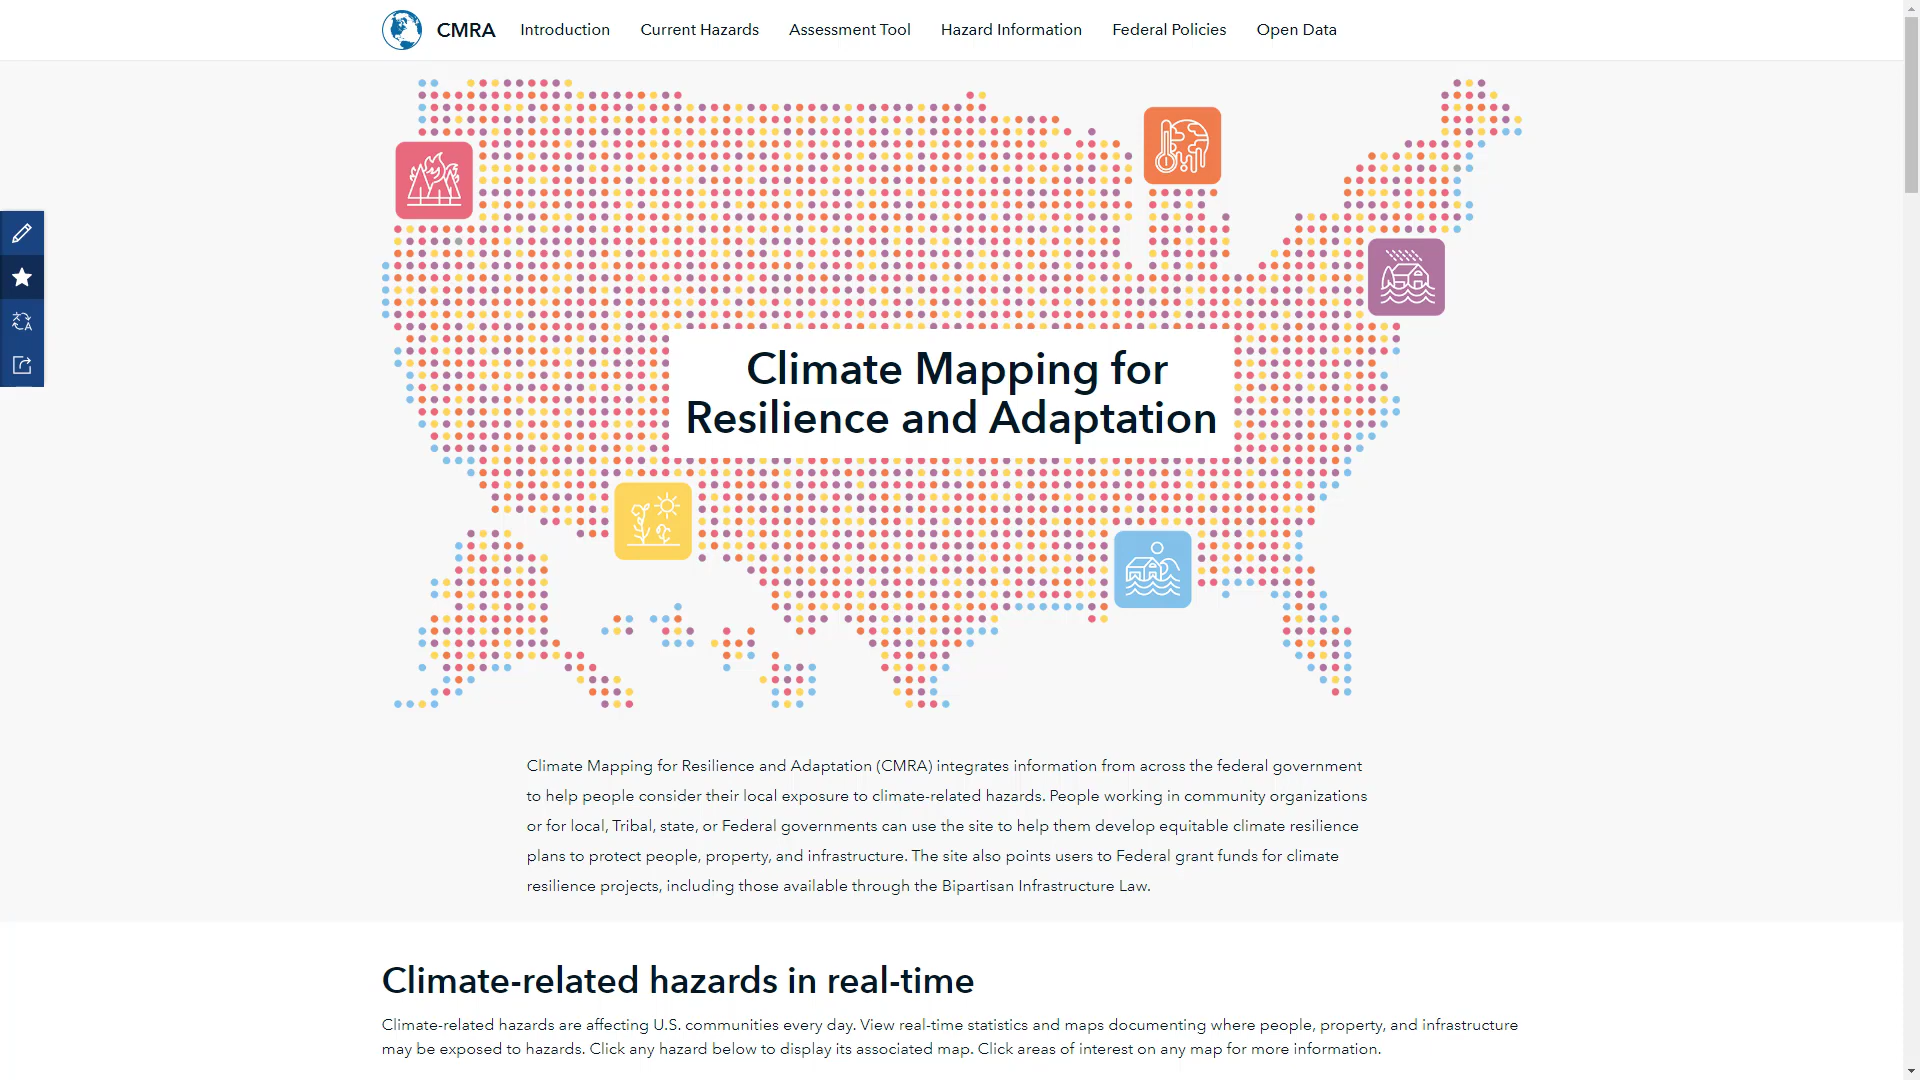 CMRA Introduction Current Hazards Assessment Tool Hazard Information Federal Policies Open Data
Climate Mapping for
Resilience and Adaptation
Climate Mapping for Resilience and Adaptation (CMRA) integrates information from across the federal government
to help people consider their local exposure to climate-related hazards. People working in community organizations
or for local, Tribal, state, or Federal governments can use the site to help them develop equitable climate resilience
plans to protect people, property, and infrastructure. The site also points users to Federal grant funds for climate
resilience projects, including those available through the Bipartisan Infrastructure Law.
Climate-related hazards in real-time
Climate-related hazards are affecting U.S. communities every day. View real-time statistics and maps documenting where people, property, and infrastructure
may be exposed to hazards. Click any hazard below to display its associated map. Click areas of interest on any map for more information.